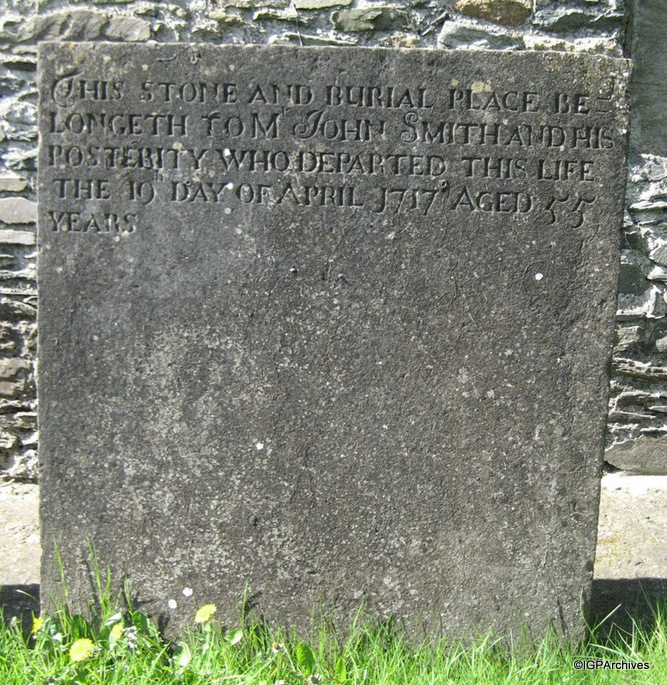 THIS STONE AND BURIAL PLACE BE-
LONGETH TO Mr JOHN SMITH AND HIS
POSTERITY WHO DEPARTED THIS LIFE
THE 19th DAY OF APRIL 1717 AGED 55
YEARS
©IGPArchives